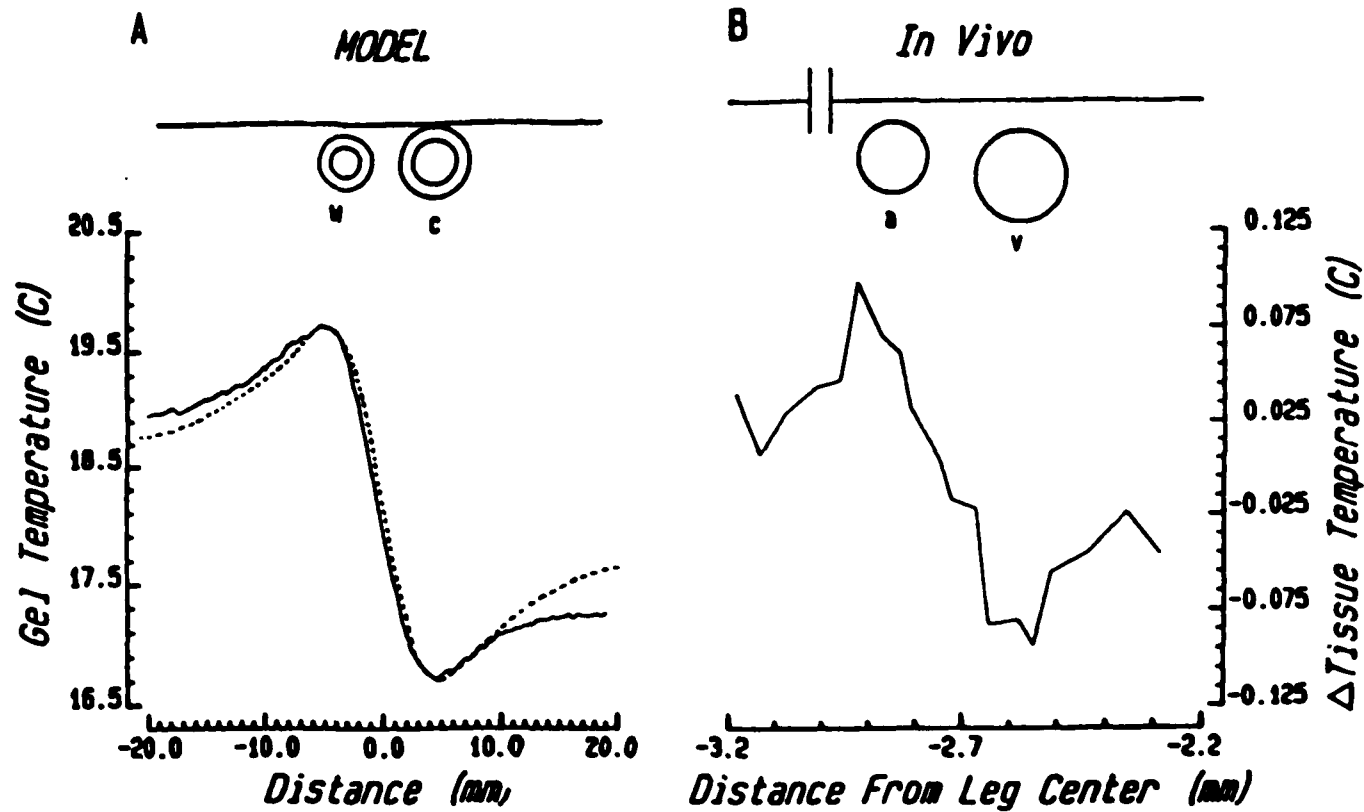 A
MODEL
w
c
20.5
19.5
18.5
17.5
16.5
Gel Temperature (C)
-20.0
-10.0
0.0
10.0
20.0
Distance (mm,
B
In Vivo
a
v
0.125
0.075
0.025
-0.025
-0.075
-0.125
ΔTissue Temperature (C)
-3.2
-2.7
-2.2
Distance From Leg Center (mm)